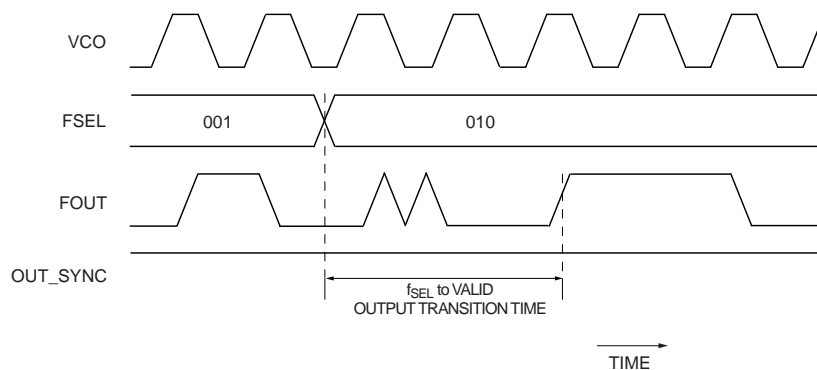 VCO
FSEL
001
010
FOUT
OUT_SYNC
fSEL to VALID
OUTPUT TRANSITION TIME
TIME